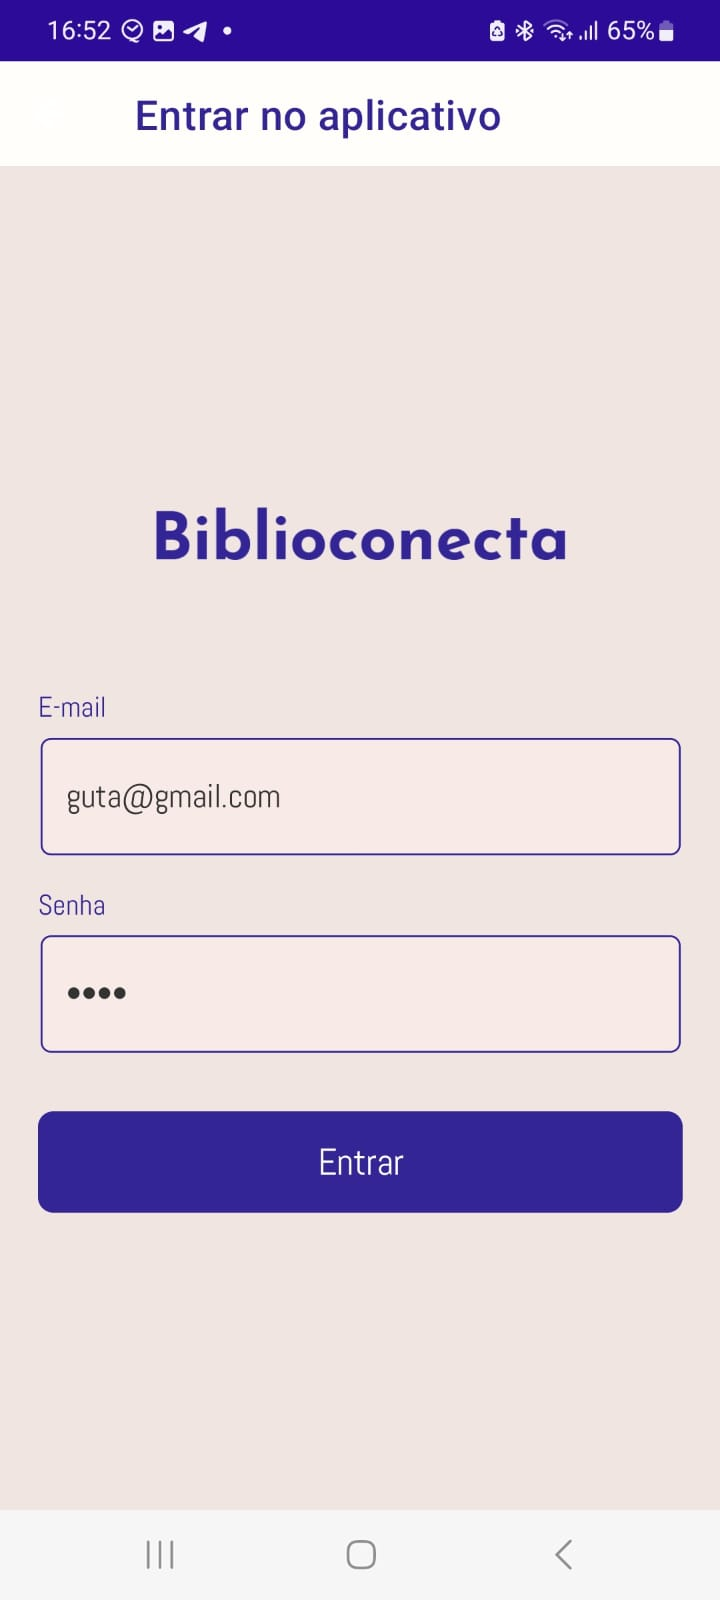 16:52 65%
Entrar no aplicativo
Biblioconecta
E-mail
guta@gmail.com
Senha
••••
Entrar